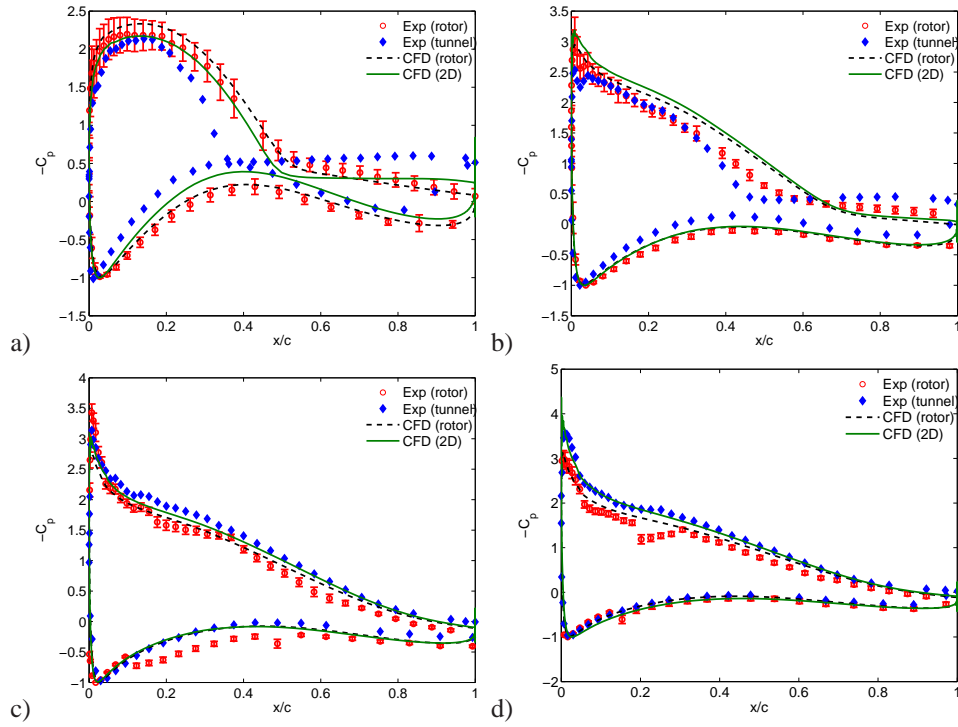 a)
2.5
2
1.5
1
0.5
0
−0.5
−1
−1.5
0
0.2
0.4
0.6
0.8
1
x/c
−Cp
Exp (rotor)
Exp (tunnel)
CFD (rotor)
CFD (2D)
b)
3.5
3
2.5
2
1.5
1
0.5
0
−0.5
−1
−1.5
0
0.2
0.4
0.6
0.8
1
x/c
−Cp
Exp (rotor)
Exp (tunnel)
CFD (rotor)
CFD (2D)
c)
4
3.5
3
2.5
2
1.5
1
0.5
0
−0.5
−1
0
0.2
0.4
0.6
0.8
1
x/c
−Cp
Exp (rotor)
Exp (tunnel)
CFD (rotor)
CFD (2D)
d)
5
4
3
2
1
0
−1
−2
0
0.2
0.4
0.6
0.8
1
x/c
−Cp
Exp (rotor)
Exp (tunnel)
CFD (rotor)
CFD (2D)